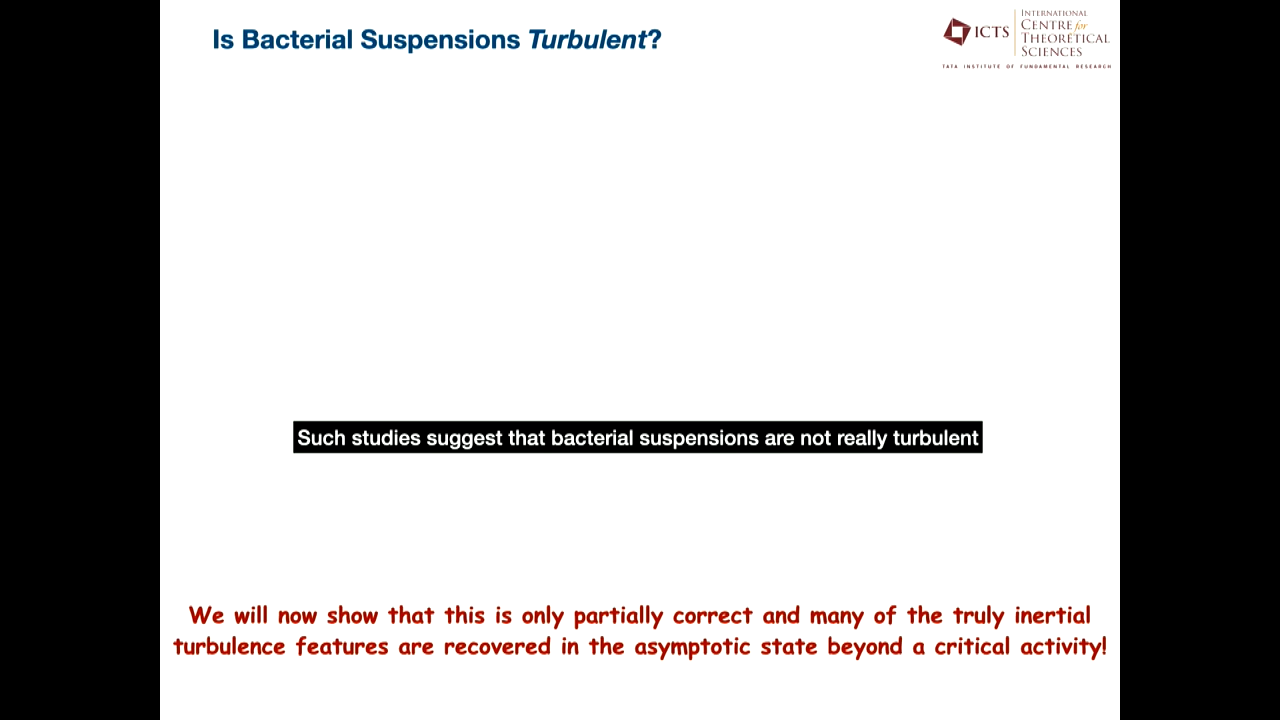 Is Bacterial Suspensions Turbulent?
ICTS
INTERNATIONAL
CENTRE for
THEORETICAL
SCIENCES
TATA INSTITUTE OF FUNDAMENTAL RESEARCH
Such studies suggest that bacterial suspensions are not really turbulent
We will now show that this is only partially correct and many of the truly inertial
turbulence features are recovered in the asymptotic state beyond a critical activity!